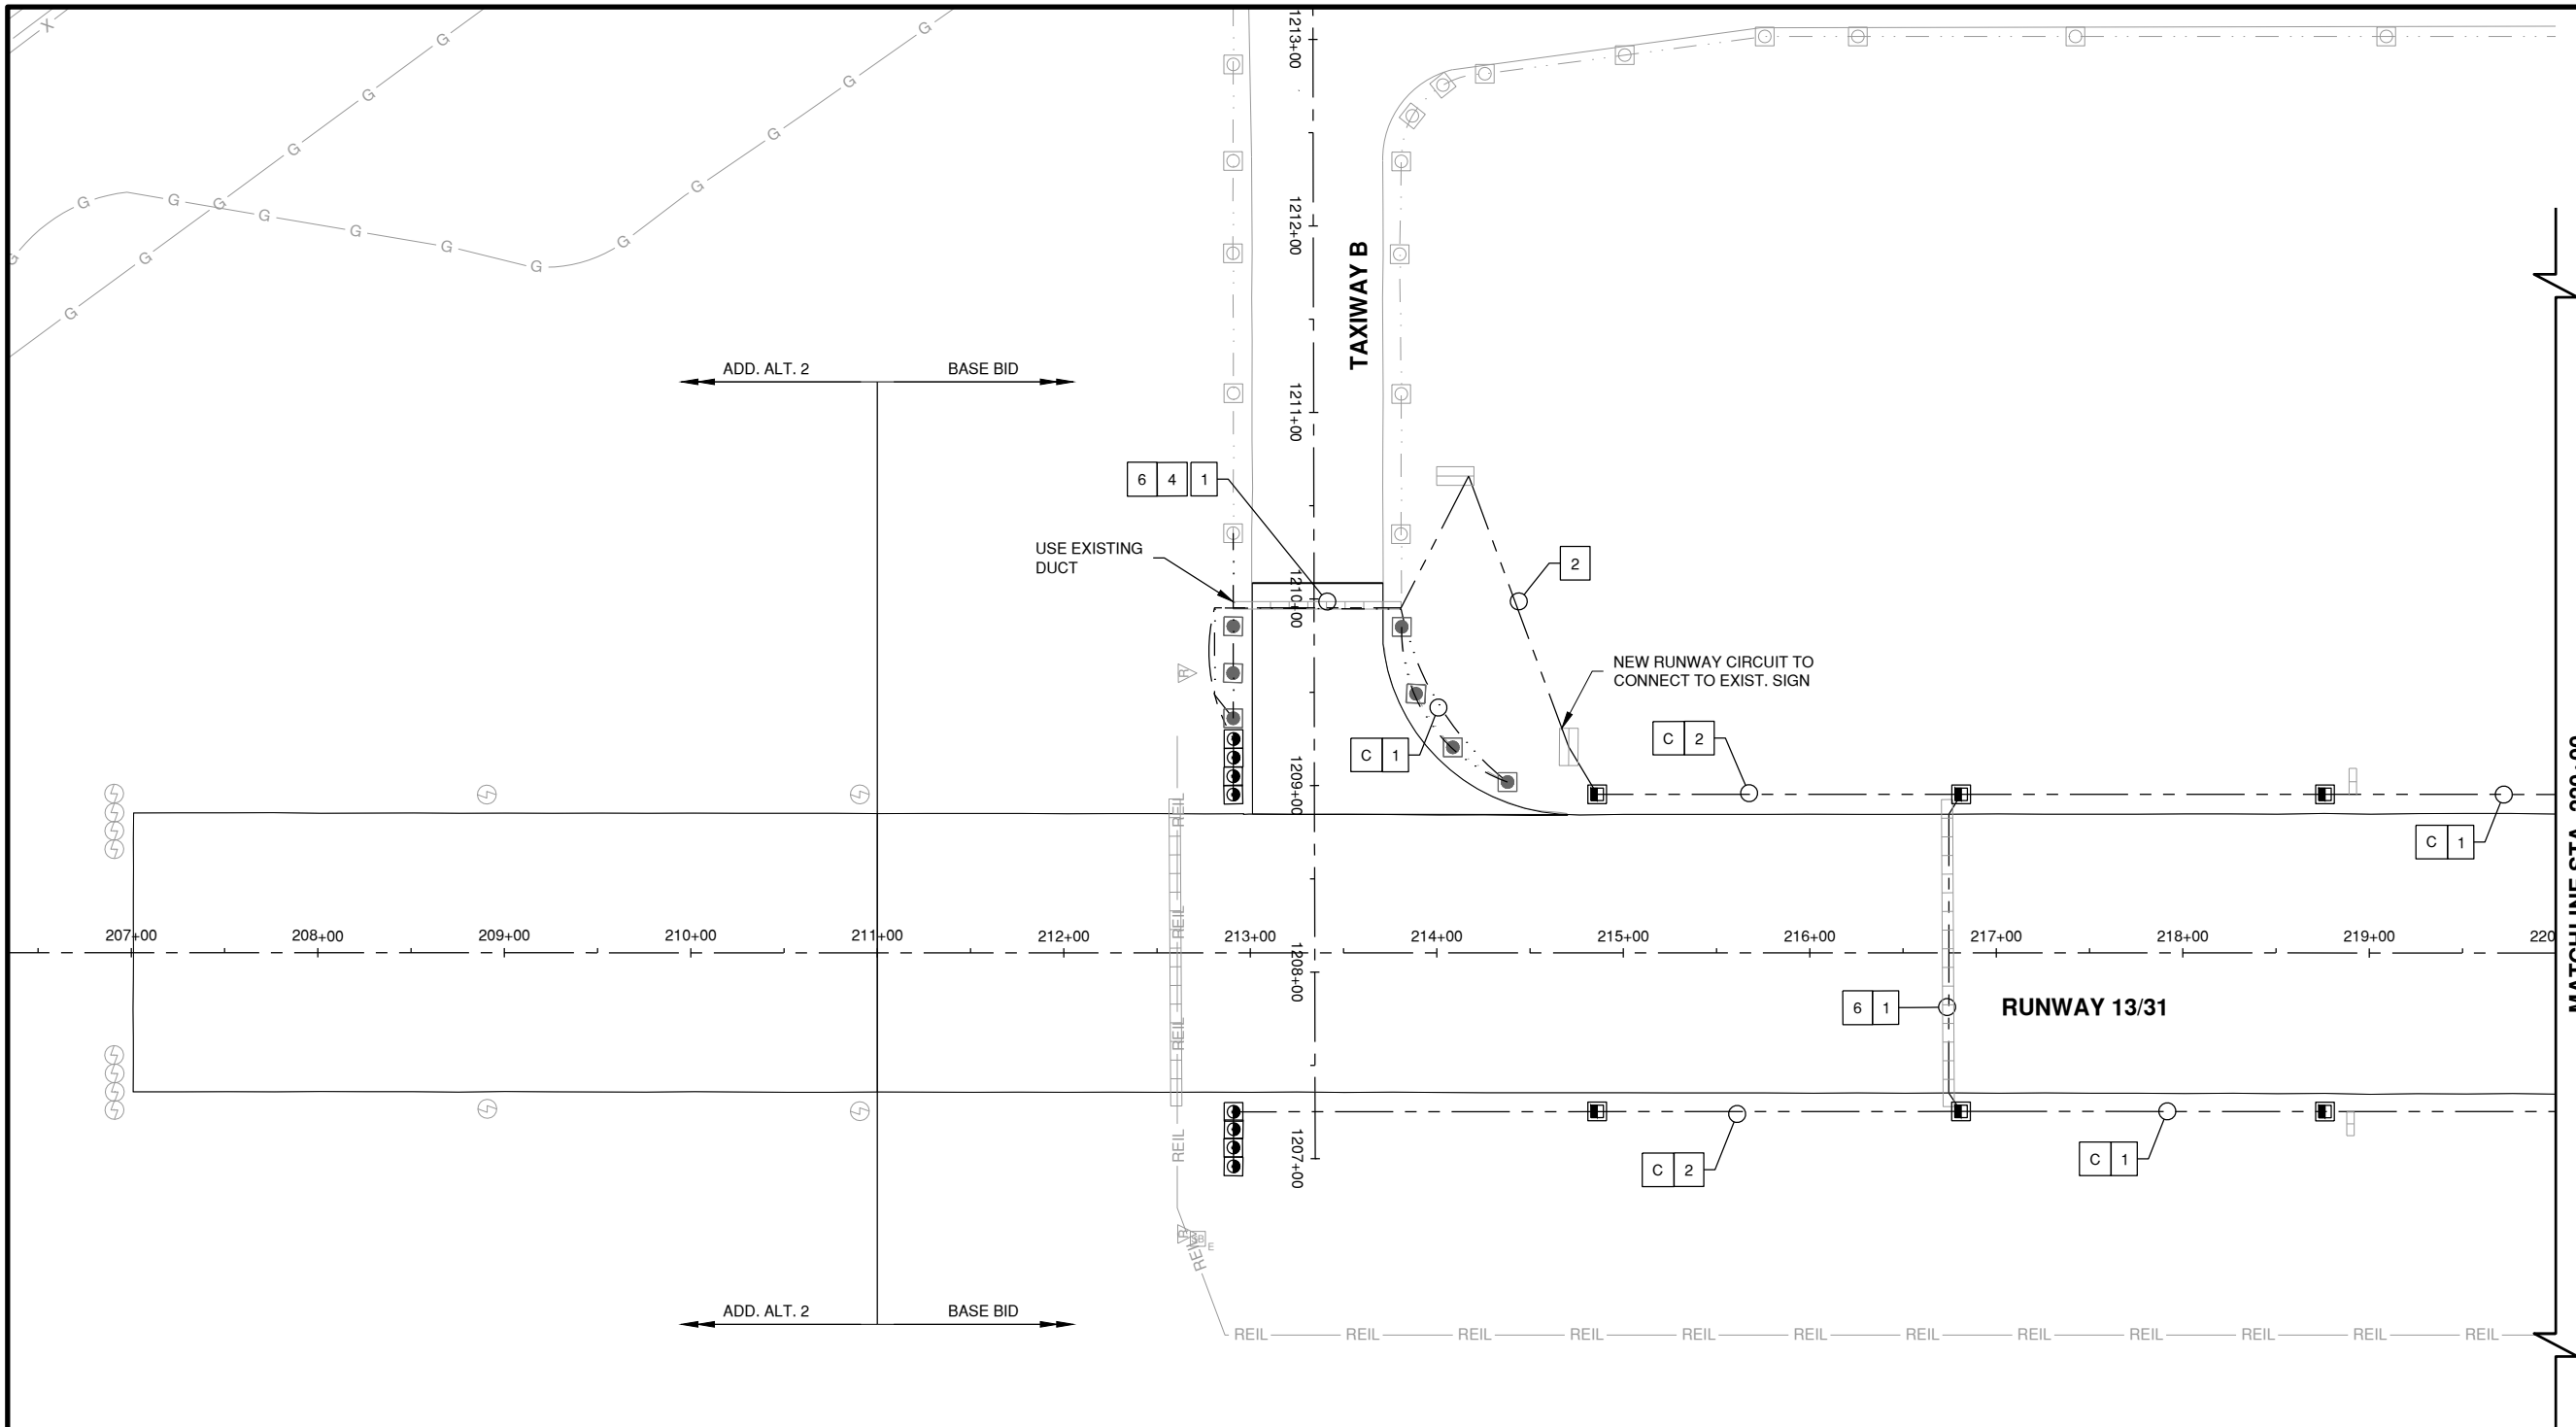 X
G G G G G G G
G G G G G G G
G G G G G G G
1213+00
1212+00
1211+00
1210+00
1209+00
1208+00
1207+00
TAXIWAY B
ADD. ALT. 2
BASE BID
6 4 1
USE EXISTING
DUCT
2
NEW RUNWAY CIRCUIT TO
CONNECT TO EXIST. SIGN
R
C 2
C 1
C 1
REIL
REIL
REIL
207+00 208+00 209+00 210+00 211+00 212+00 213+00 214+00 215+00 216+00 217+00 218+00 219+00 220
6 1
RUNWAY 13/31
REIL
C 2
C 1
R
E
REIL
ADD. ALT. 2
BASE BID
REIL REIL REIL REIL REIL REIL REIL REIL REIL REIL REIL REIL